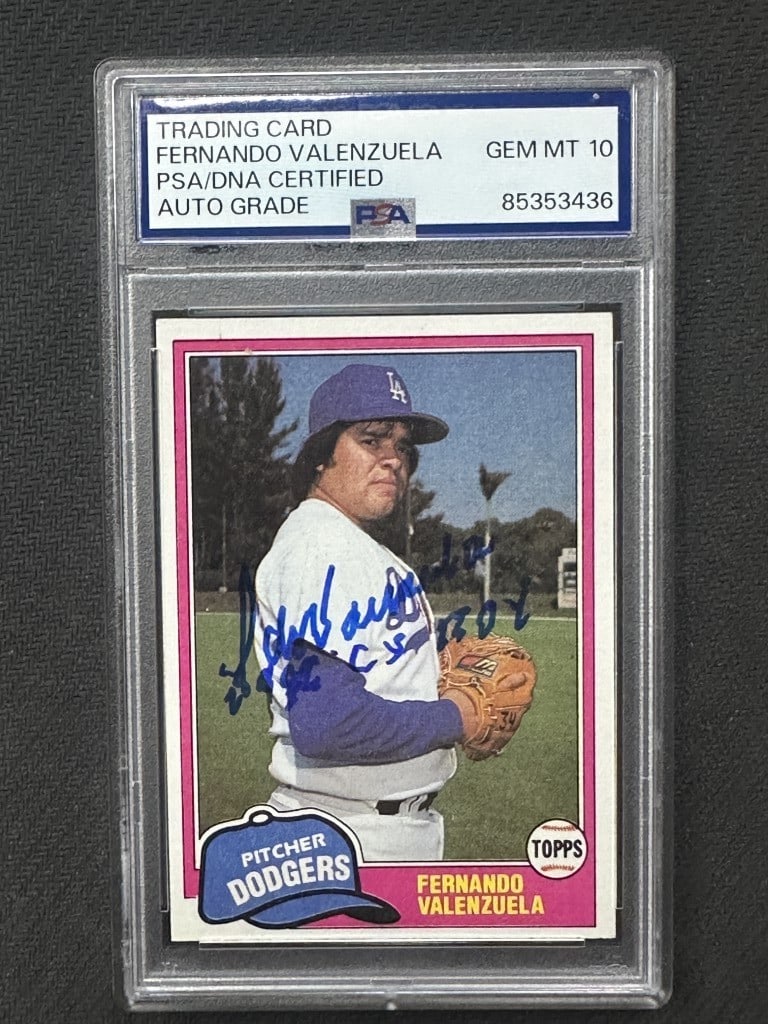 TRADING CARD
FERNANDO VALENZUELA GEM MT 10
PSA/DNA CERTIFIED
AUTO GRADE PSA 85353436
LA
34
PITCHER
DODGERS
TOPPS
FERNANDO
VALENZUELA